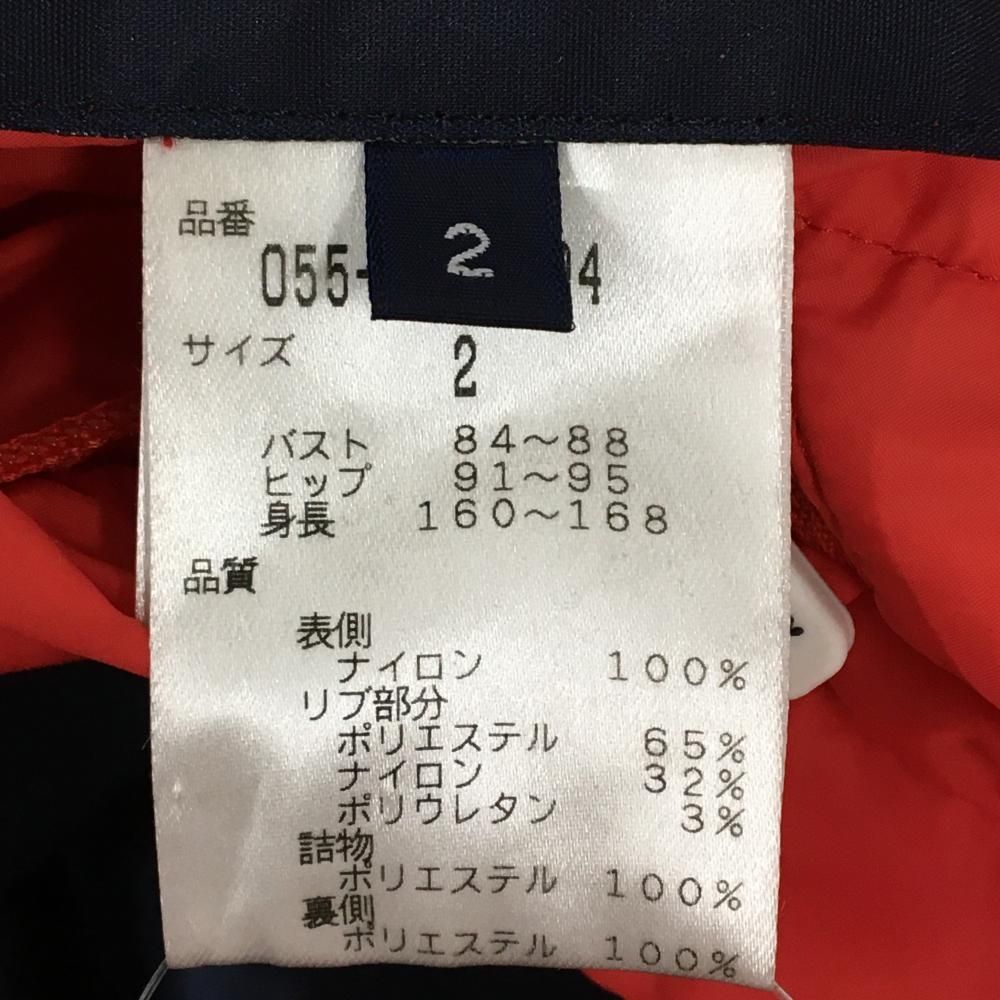 品番
2
055- 04
サイズ
2
バスト 84～88
ヒップ 91～95
身長 160～168
品質
表側
ナイロン 100%
リブ部分
ポリエステル 65%
ナイロン 32%
ポリウレタン 3%
詰物
ポリエステル 100%
裏側
ポリエステル 100%